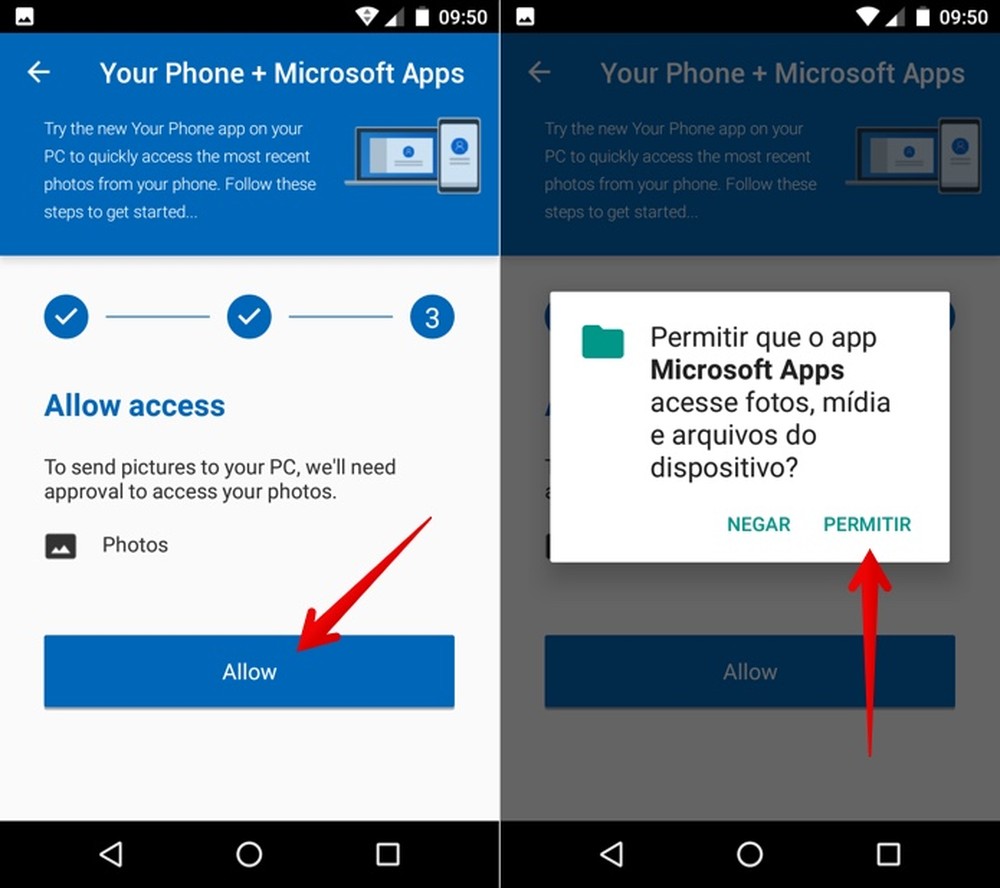 09:50
Your Phone + Microsoft Apps
Try the new Your Phone app on your
PC to quickly access the most recent
photos from your phone. Follow these
steps to get started...
3
Allow access
To send pictures to your PC, we'll need
approval to access your photos.
Photos
Allow
09:50
Your Phone + Microsoft Apps
Try the new Your Phone app on your
PC to quickly access the most recent
photos from your phone. Follow these
steps to get started...
Permitir que o app
Microsoft Apps
acesse fotos, mídia
e arquivos do
dispositivo?
NEGAR PERMITIR
Allow